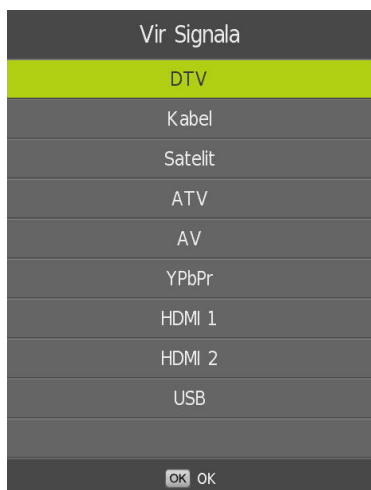 Vir Signala
DTV
Kabel
Satelit
ATV
AV
YPbPr
HDMI 1
HDMI 2
USB
OK OK